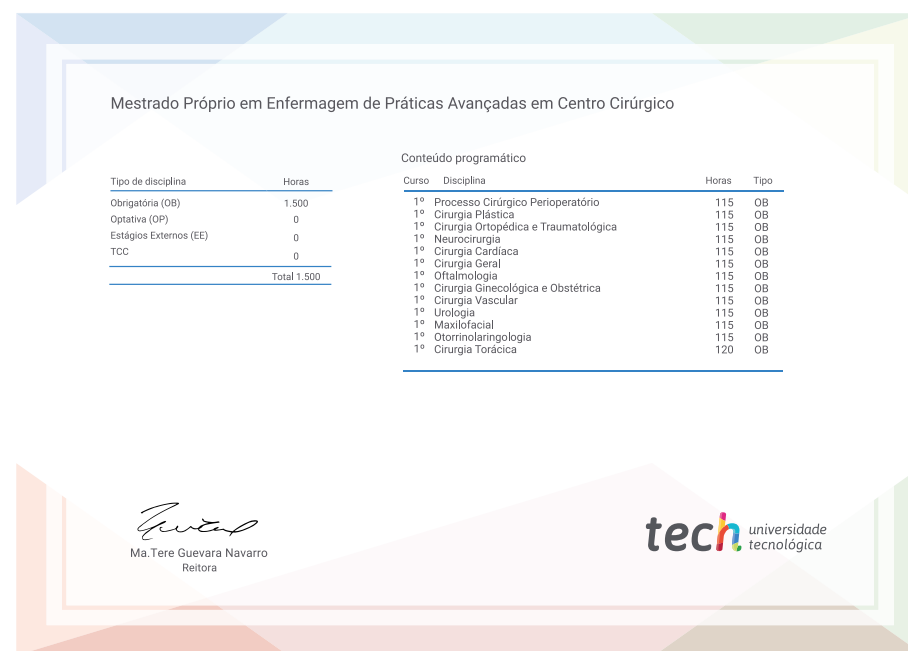 Mestrado Próprio em Enfermagem de Práticas Avançadas em Centro Cirúrgico
Tipo de disciplina Horas
Obrigatória (OB) 1.500
Optativa (OP) 0
Estágios Externos (EE) 0
TCC 0
Total 1.500
Conteúdo programático
Curso Disciplina Horas Tipo
1º Processo Cirúrgico Perioperatório 115 OB
1º Cirurgia Plástica 115 OB
1º Cirurgia Ortopédica e Traumatológica 115 OB
1º Neurocirurgia 115 OB
1º Cirurgia Cardíaca 115 OB
1º Cirurgia Geral 115 OB
1º Oftalmologia 115 OB
1º Cirurgia Ginecológica e Obstétrica 115 OB
1º Cirurgia Vascular 115 OB
1º Urologia 115 OB
1º Maxilofacial 115 OB
1º Otorrinolaringologia 115 OB
1º Cirurgia Torácica 120 OB
Ma.Tere Guevara Navarro
Reitora
tech universidade
tecnológica